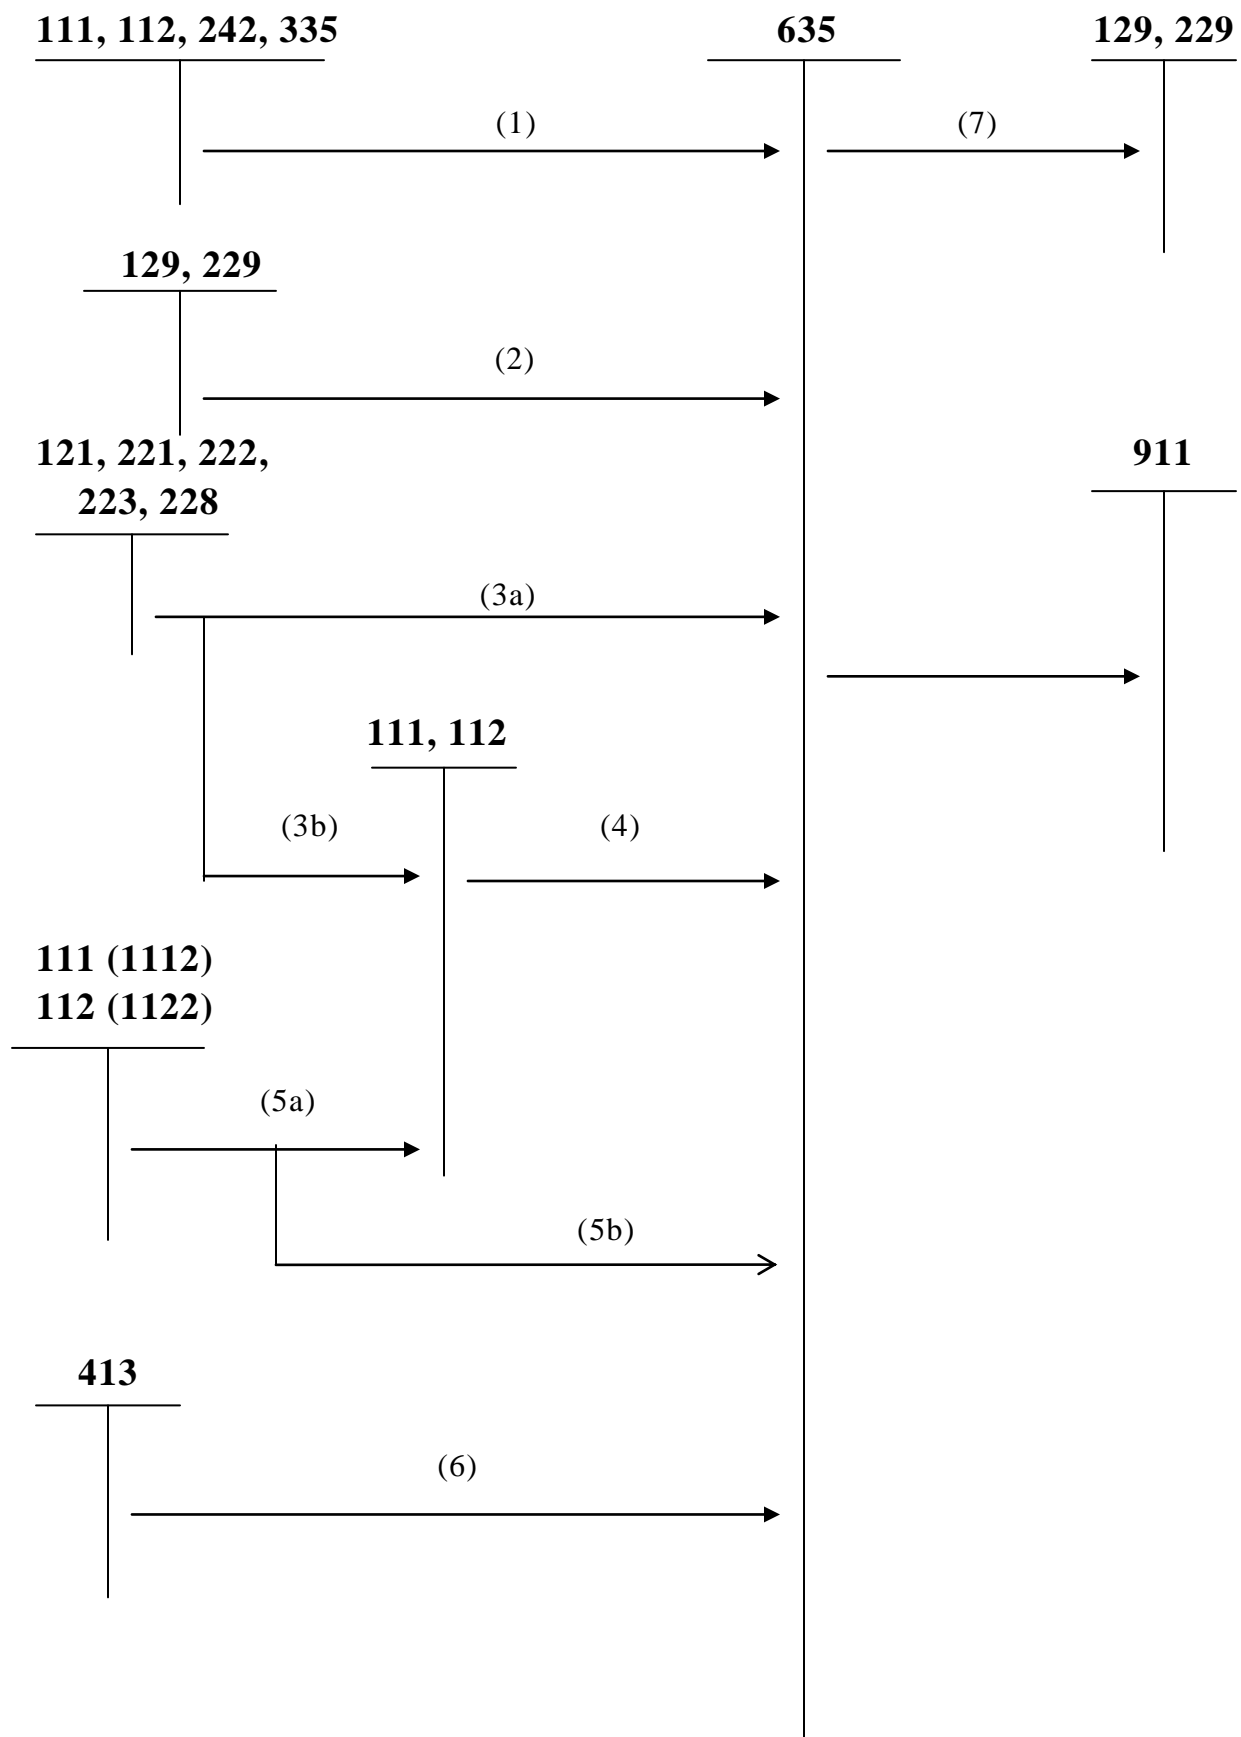 111, 112, 242, 335
635
129, 229
(1)
(7)
129, 229
(2)
121, 221, 222,
223, 228
911
(3a)
111, 112
(3b)
(4)
111 (1112)
112 (1122)
(5a)
(5b)
413
(6)